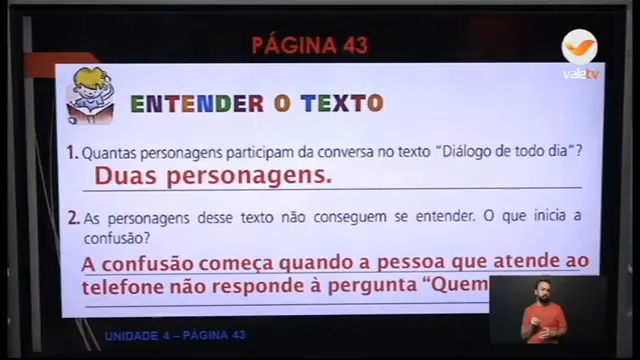 PÁGINA 43
valetv
ENTENDER O TEXTO
1. Quantas personagens participam da conversa no texto “Diálogo de todo dia”?
Duas personagens.
2. As personagens desse texto não conseguem se entender. O que inicia a
confusão?
A confusão começa quando a pessoa que atende ao
telefone não responde à pergunta “Quem
UNIDADE 4 – PÁGINA 43